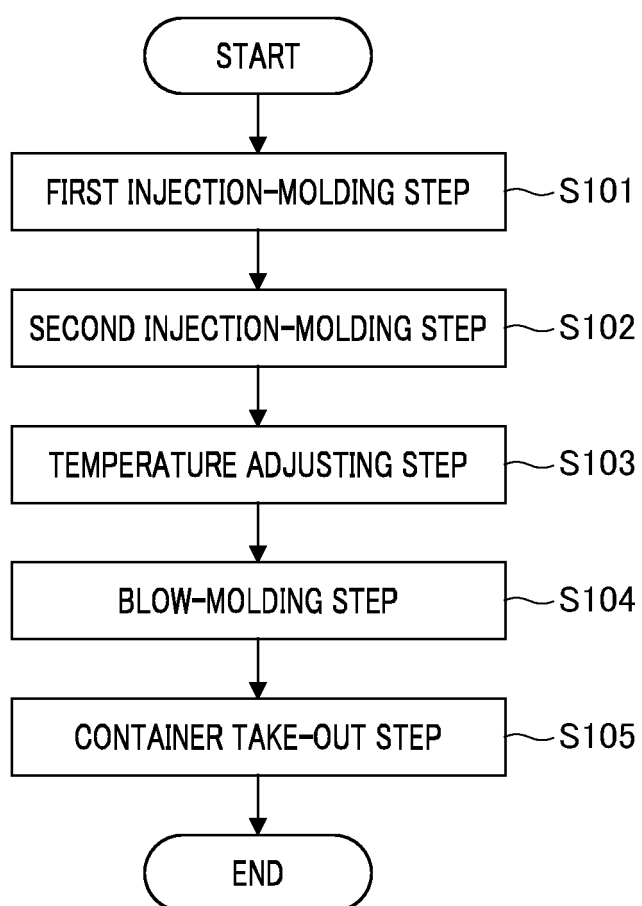 START
FIRST INJECTION-MOLDING STEP
S101
SECOND INJECTION-MOLDING STEP
S102
TEMPERATURE ADJUSTING STEP
S103
BLOW-MOLDING STEP
S104
CONTAINER TAKE-OUT STEP
S105
END